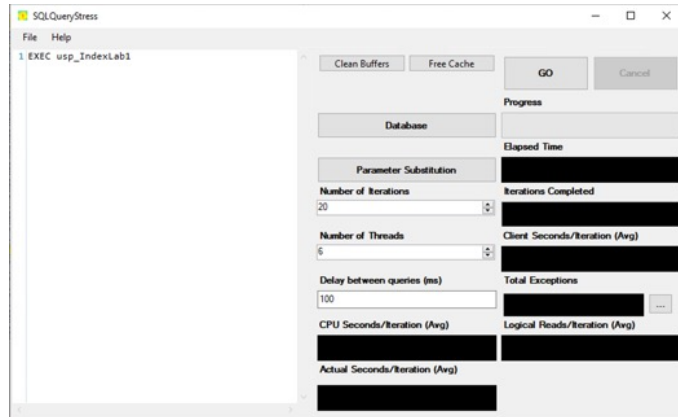 SQLQueryStress
File Help
1 EXEC usp_IndexLab1
Clean Buffers Free Cache
GO Cancel
Progress
Database
Elapsed Time
Parameter Substitution
Number of Iterations Iterations Completed
20
Number of Threads Client Seconds/Iteration (Avg)
6
Delay between queries (ms) Total Exceptions
100 ...
CPU Seconds/Iteration (Avg) Logical Reads/Iteration (Avg)
Actual Seconds/Iteration (Avg)